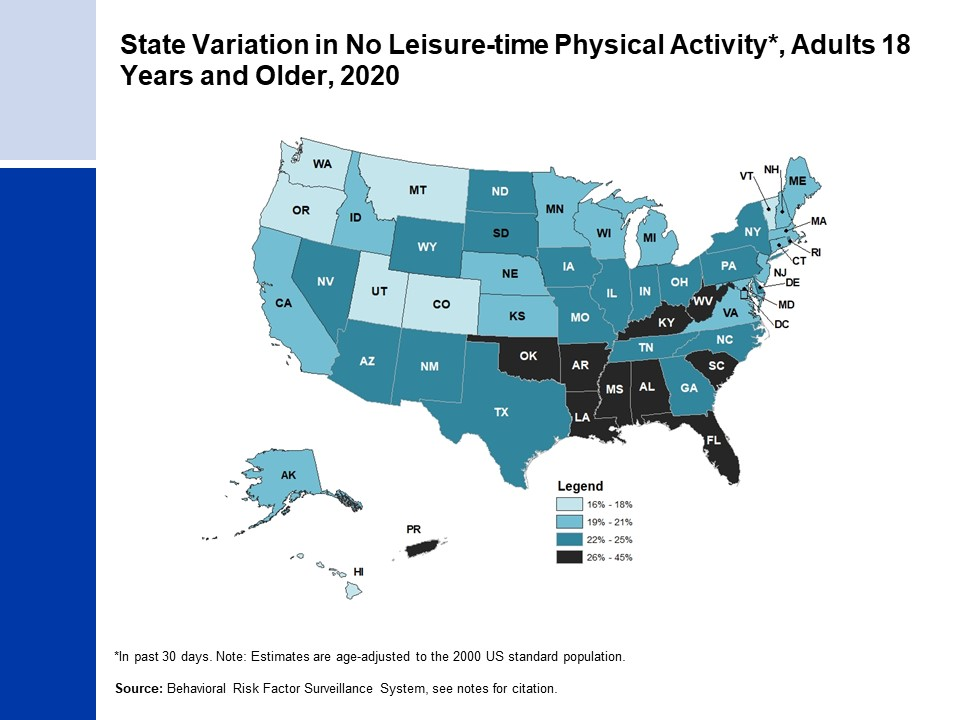 State Variation in No Leisure-time Physical Activity*, Adults 18
Years and Older, 2020
WA
MT
ND
OR
ID
SD
WY
MN
WI
MI
VT
NH
ME
MA
NY
RI
CT
NJ
PA
DE
MD
DC
NV
UT
CA
CO
NE
KS
IA
IL
IN
OH
WV
VA
MO
KY
AZ
NM
OK
AR
TN
NC
SC
TX
LA
MS
AL
GA
FL
AK
HI
PR
Legend
16% - 18%
19% - 21%
22% - 25%
26% - 45%
*In past 30 days. Note: Estimates are age-adjusted to the 2000 US standard population.
Source: Behavioral Risk Factor Surveillance System, see notes for citation.